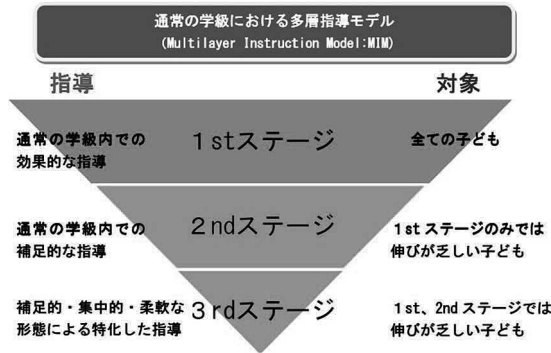 通常の学級における多層指導モデル
(Multilayer Instruction Model:MIM)
指導
対象
通常の学級内での
効果的な指導
1stステージ
全ての子ども
通常の学級内での
補足的な指導
2ndステージ
1stステージのみでは
伸びが乏しい子ども
補足的・集中的・柔軟な
形態による特化した指導
3rdステージ
1st、2ndステージでは
伸びが乏しい子ども